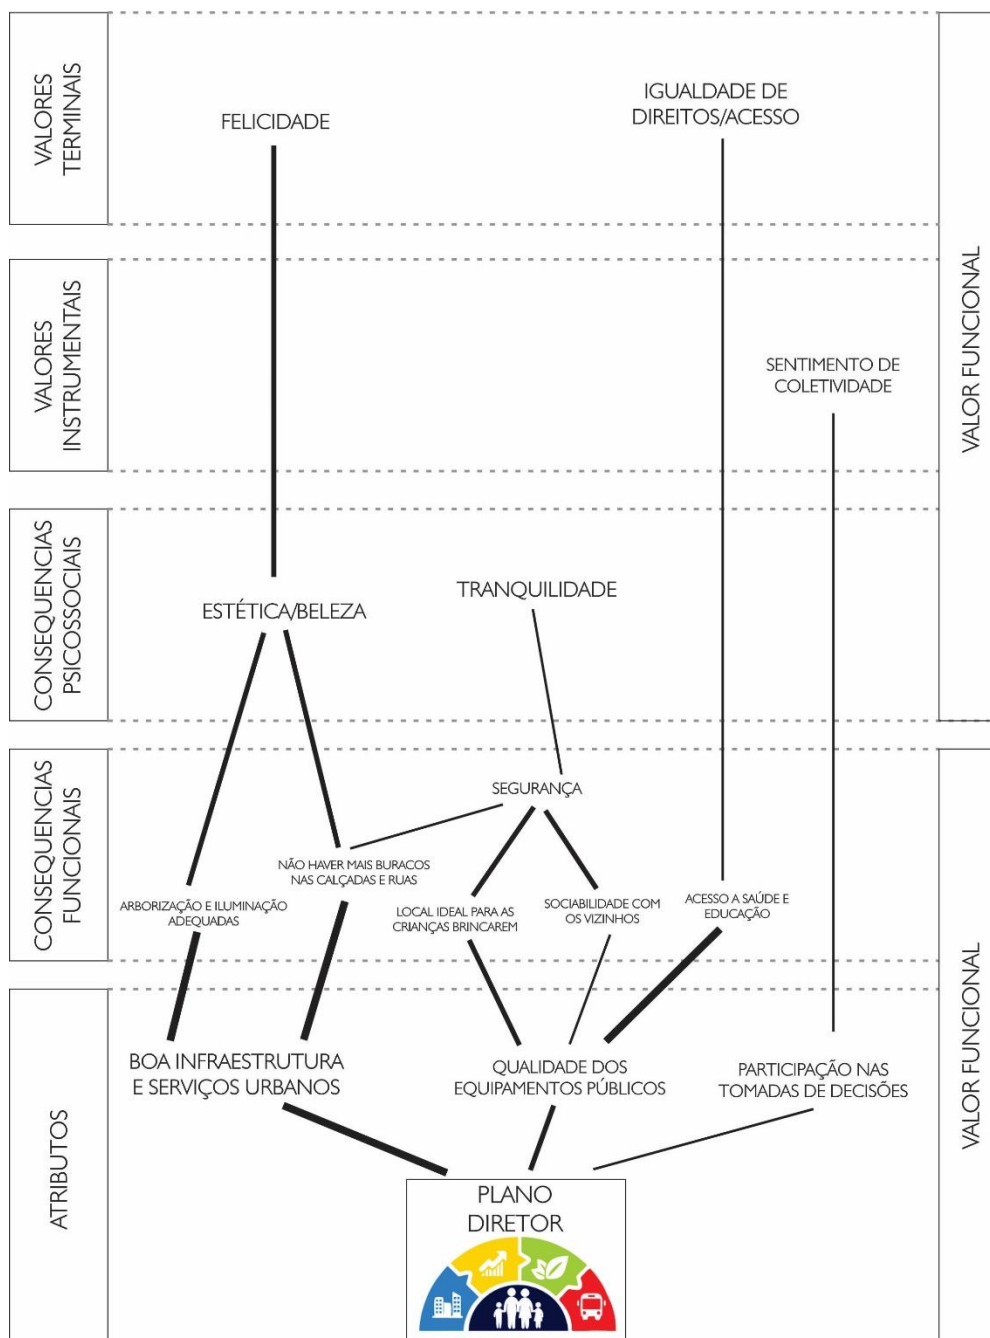 VALORES
TERMINAIS
FELICIDADE
IGUALDADE DE
DIREITOS/ACESSO
VALORES
INSTRUMENTAIS
SENTIMENTO DE
COLETIVIDADE
VALOR FUNCIONAL
CONSEQUENCIAS
PSICOSSOCIAIS
ESTÉTICA/BELEZA
TRANQUILIDADE
CONSEQUENCIAS
FUNCIONAIS
SEGURANÇA
NÃO HAVER MAIS BURACOS
NAS CALÇADAS E RUAS
ARBORIZAÇÃO E ILUMINAÇÃO
ADEQUADAS
LOCAL IDEAL PARA AS
CRIANÇAS BRINCAREM
SOCIABILIDADE COM
OS VIZINHOS
ACESSO A SAÚDE E
EDUCAÇÃO
VALOR FUNCIONAL
ATRIBUTOS
BOA INFRAESTRUTURA
E SERVIÇOS URBANOS
QUALIDADE DOS
EQUIPAMENTOS PÚBLICOS
PARTICIPAÇÃO NAS
TOMADAS DE DECISÕES
PLANO
DIRETOR